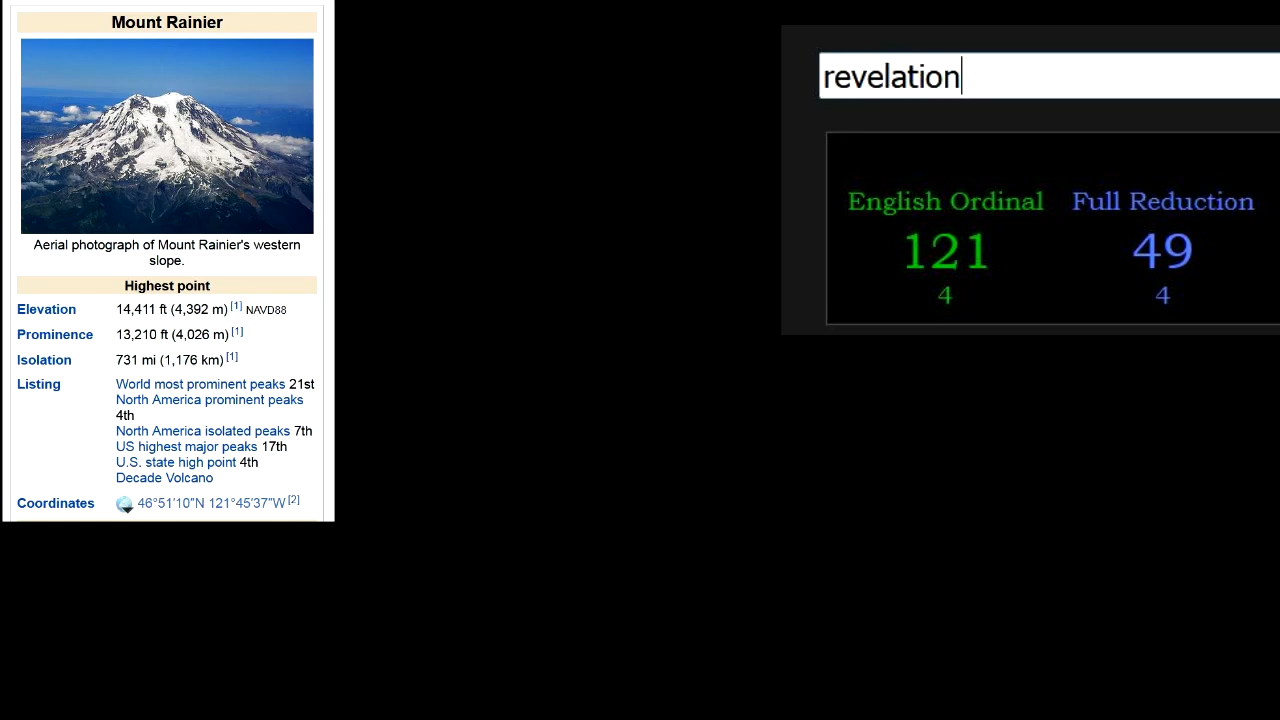 Mount Rainier
Aerial photograph of Mount Rainier's western
slope.
Highest point
Elevation 14,411 ft (4,392 m) [1] NAVD88
Prominence 13,210 ft (4,026 m) [1]
Isolation 731 mi (1,176 km) [1]
Listing World most prominent peaks 21st
North America prominent peaks
4th
North America isolated peaks 7th
US highest major peaks 17th
U.S. state high point 4th
Decade Volcano
Coordinates 46°51′10″N 121°45′37″W [2]
revelation
English Ordinal Full Reduction
121 49
4 4